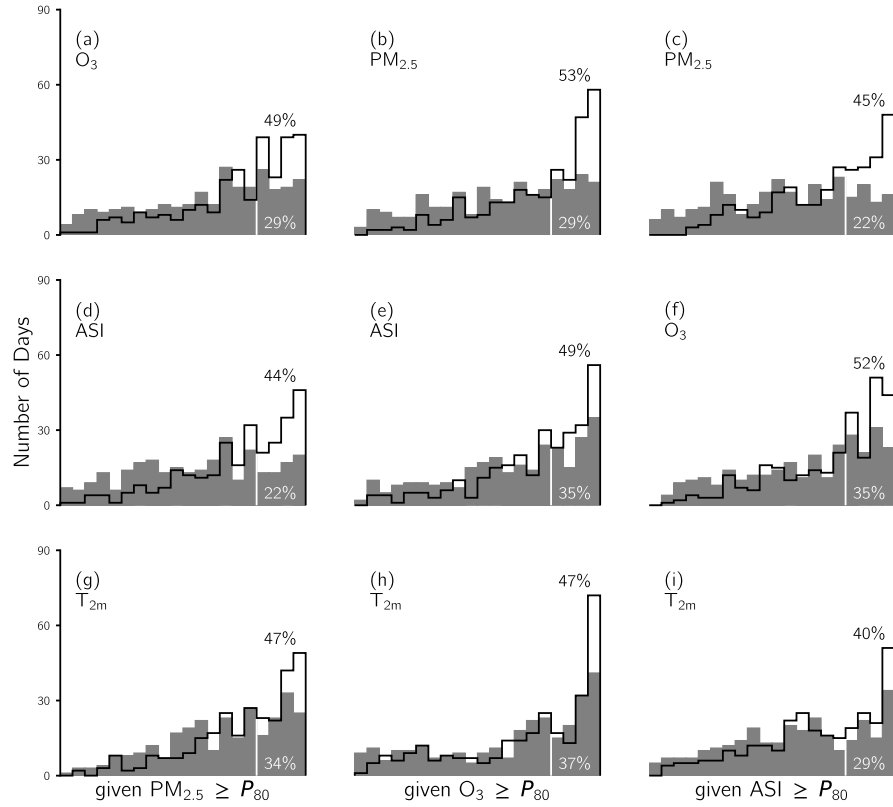 90
60
30
0
(a)
O₃
49%
29%
(b)
PM₂.₅
53%
29%
(c)
PM₂.₅
45%
22%
Number of Days
90
60
30
0
(d)
ASI
44%
22%
(e)
ASI
49%
35%
(f)
O₃
52%
35%
90
60
30
0
(g)
T₂ₘ
47%
34%
(h)
T₂ₘ
47%
37%
(i)
T₂ₘ
40%
29%
given PM₂.₅ ≥ P₈₀
given O₃ ≥ P₈₀
given ASI ≥ P₈₀